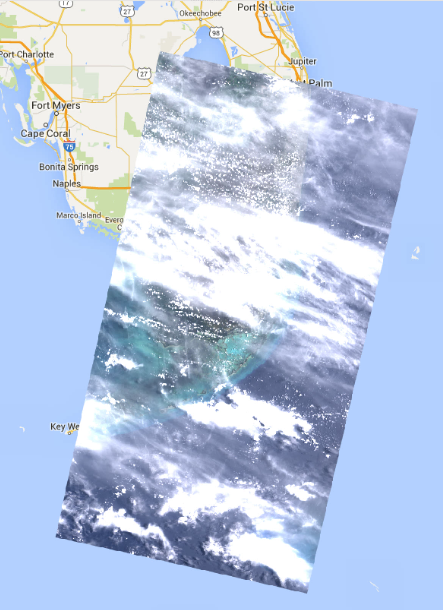 17
27
Okeechobee
Port St Lucie
98
Port Charlotte
Jupiter
27
Palm
Fort Myers
Cape Coral
75
Bonita Springs
Naples
Marco Island
Key We